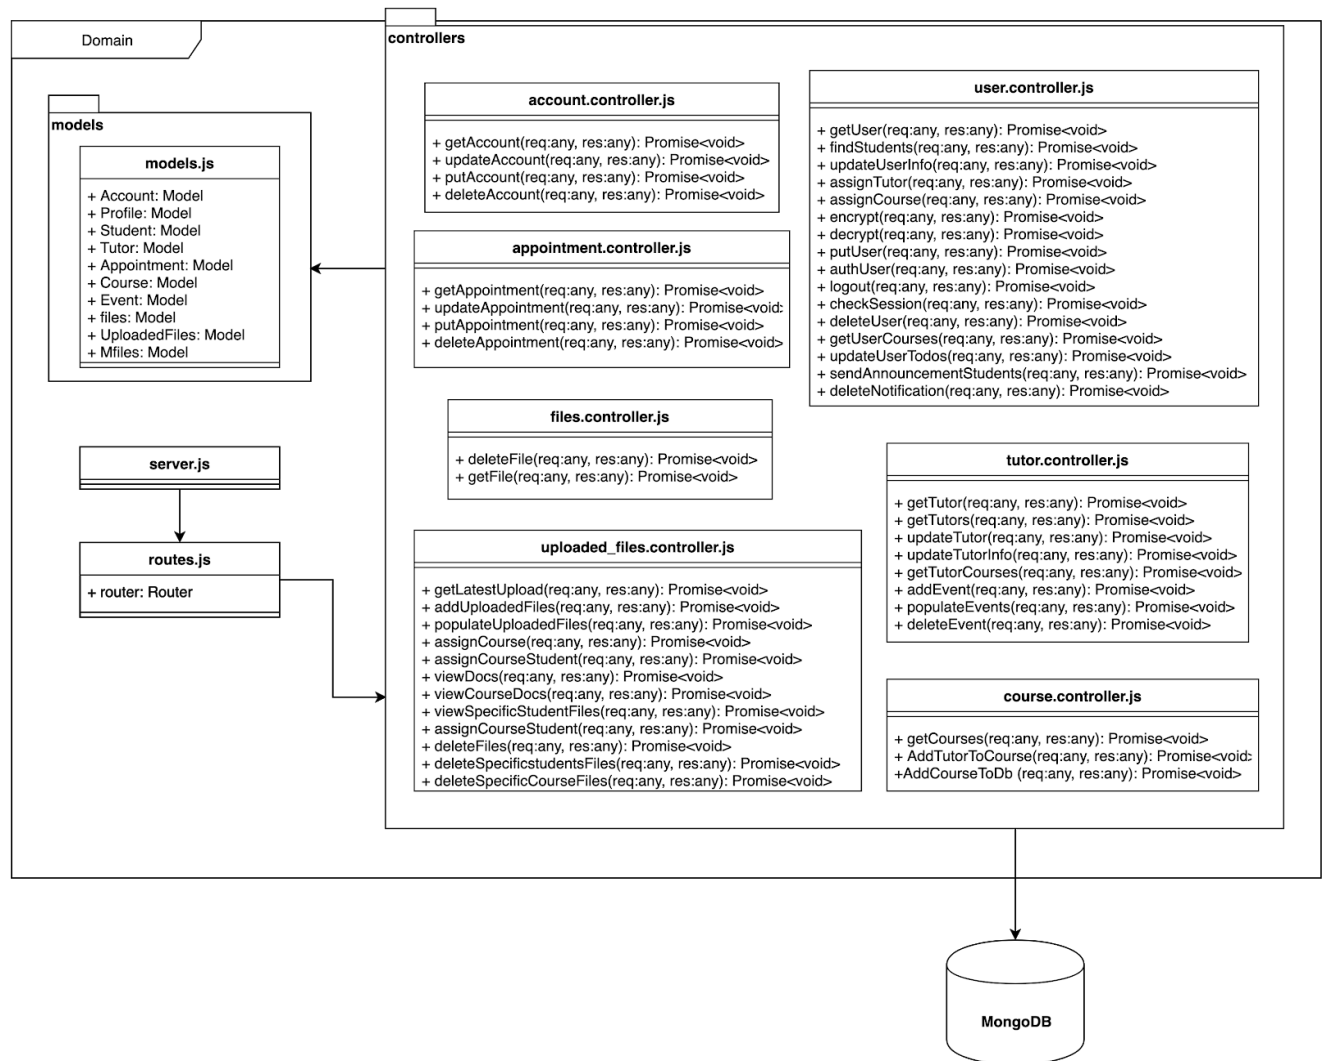 Domain
controllers
models
models.js
+ Account: Model
+ Profile: Model
+ Student: Model
+ Tutor: Model
+ Appointment: Model
+ Course: Model
+ Event: Model
+ files: Model
+ UploadedFiles: Model
+ Mfiles: Model
server.js
routes.js
+ router: Router
account.controller.js
+ getAccount(req:any, res:any): Promise<void>
+ updateAccount(req:any, res:any): Promise<void>
+ putAccount(req:any, res:any): Promise<void>
+ deleteAccount(req:any, res:any): Promise<void>
appointment.controller.js
+ getAppointment(req:any, res:any): Promise<void>
+ updateAppointment(req:any, res:any): Promise<void>
+ putAppointment(req:any, res:any): Promise<void>
+ deleteAppointment(req:any, res:any): Promise<void>
files.controller.js
+ deleteFile(req:any, res:any): Promise<void>
+ getFile(req:any, res:any): Promise<void>
uploaded_files.controller.js
+ getLatestUpload(req:any, res:any): Promise<void>
+ addUploadedFiles(req:any, res:any): Promise<void>
+ populateUploadedFiles(req:any, res:any): Promise<void>
+ assignCourse(req:any, res:any): Promise<void>
+ assignCourseStudent(req:any, res:any): Promise<void>
+ viewDocs(req:any, res:any): Promise<void>
+ viewCourseDocs(req:any, res:any): Promise<void>
+ viewSpecificStudentFiles(req:any, res:any): Promise<void>
+ assignCourseStudent(req:any, res:any): Promise<void>
+ deleteFiles(req:any, res:any): Promise<void>
+ deleteSpecificstudentsFiles(req:any, res:any): Promise<void>
+ deleteSpecificCourseFiles(req:any, res:any): Promise<void>
user.controller.js
+ getUser(req:any, res:any): Promise<void>
+ findStudents(req:any, res:any): Promise<void>
+ updateUserInfo(req:any, res:any): Promise<void>
+ assignTutor(req:any, res:any): Promise<void>
+ assignCourse(req:any, res:any): Promise<void>
+ encrypt(req:any, res:any): Promise<void>
+ decrypt(req:any, res:any): Promise<void>
+ putUser(req:any, res:any): Promise<void>
+ authUser(req:any, res:any): Promise<void>
+ logout(req:any, res:any): Promise<void>
+ checkSession(req:any, res:any): Promise<void>
+ deleteUser(req:any, res:any): Promise<void>
+ getUserCourses(req:any, res:any): Promise<void>
+ updateUserTodos(req:any, res:any): Promise<void>
+ sendAnnouncementStudents(req:any, res:any): Promise<void>
+ deleteNotification(req:any, res:any): Promise<void>
tutor.controller.js
+ getTutor(req:any, res:any): Promise<void>
+ getTutors(req:any, res:any): Promise<void>
+ updateTutor(req:any, res:any): Promise<void>
+ updateTutorInfo(req:any, res:any): Promise<void>
+ getTutorCourses(req:any, res:any): Promise<void>
+ addEvent(req:any, res:any): Promise<void>
+ populateEvents(req:any, res:any): Promise<void>
+ deleteEvent(req:any, res:any): Promise<void>
course.controller.js
+ getCourses(req:any, res:any): Promise<void>
+ AddTutorToCourse(req:any, res:any): Promise<void>
+AddCourseToDb (req:any, res:any): Promise<void>
MongoDB